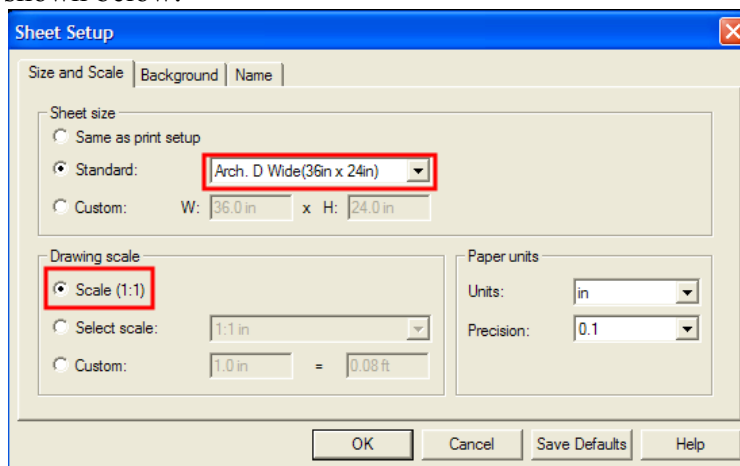 shown below:
Sheet Setup
Size and Scale Background Name
Sheet size
Same as print setup
Standard: Arch. D Wide(36in x 24in)
Custom: W: 36.0 in x H: 24.0 in
Drawing scale
Scale (1:1)
Select scale: 1:1 in
Custom: 1.0 in = 0.08 ft
Paper units
Units: in
Precision: 0.1
OK Cancel Save Defaults Help